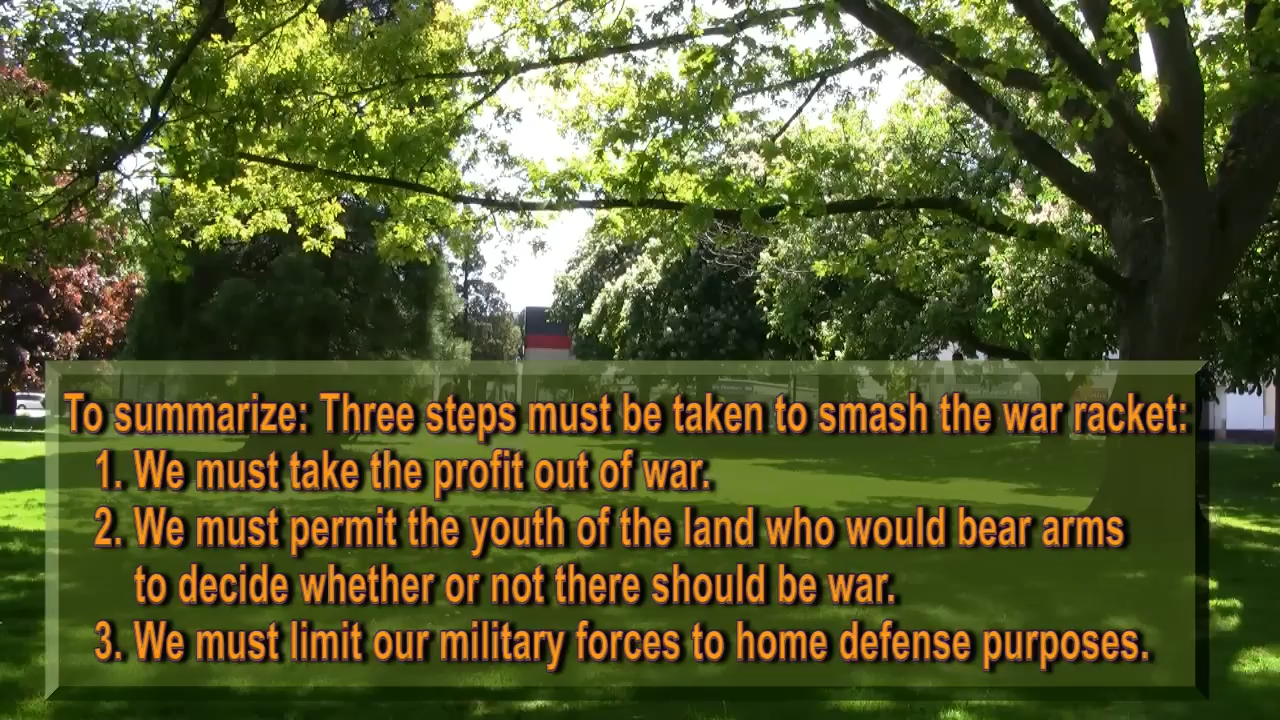 To summarize: Three steps must be taken to smash the war racket:
1. We must take the profit out of war.
2. We must permit the youth of the land who would bear arms
to decide whether or not there should be war.
3. We must limit our military forces to home defense purposes.